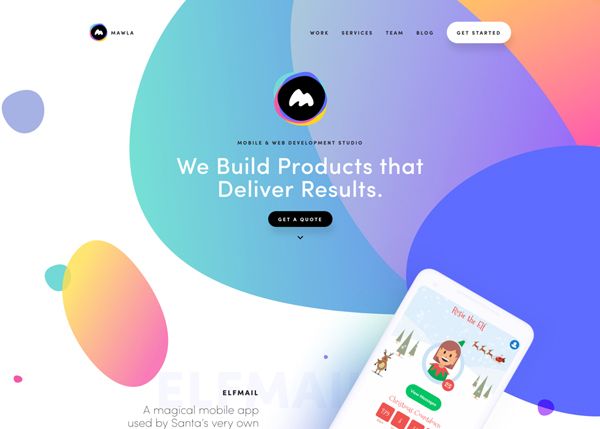 MAWLA
WORK SERVICES TEAM BLOG GET STARTED
MOBILE & WEB DEVELOPMENT STUDIO
We Build Products that
Deliver Results.
GET A QUOTE
ELFMAIL
ELFMAIL
A magical mobile app
used by Santa's very own
Rosie the Elf
View Messages
Christmas Countdown